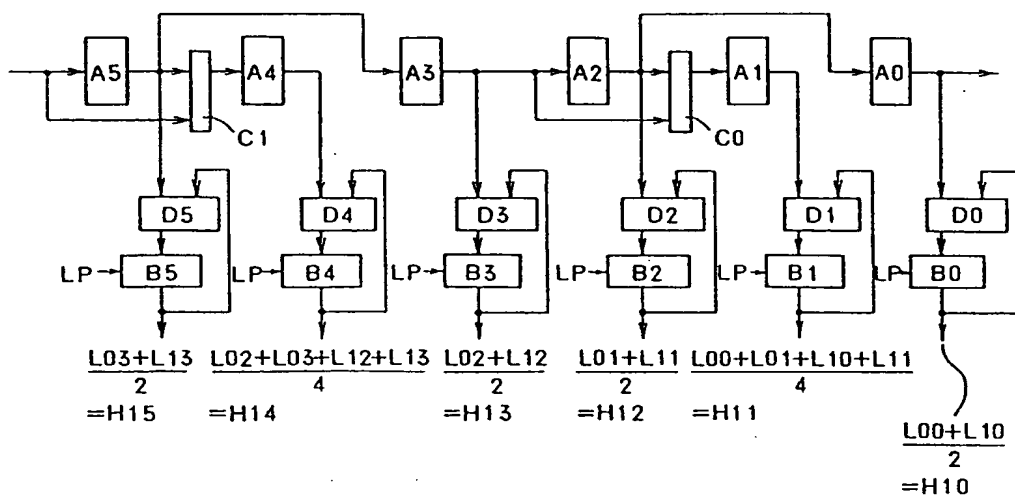 A5
A4
A3
A2
A1
A0
C1
C0
D5
D4
D3
D2
D1
D0
LP
B5
LP
B4
LP
B3
LP
B2
LP
B1
LP
B0
L03+L13
2
=H15
L02+L03+L12+L13
4
=H14
L02+L12
2
=H13
L01+L11
2
=H12
L00+L01+L10+L11
4
=H11
L00+L10
2
=H10